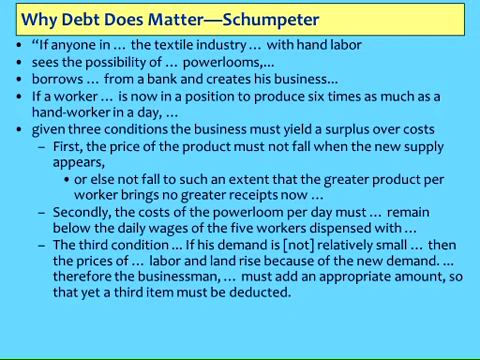 Why Debt Does Matter—Schumpeter
• “If anyone in … the textile industry… with hand labor
• sees the possibility of … powerlooms,...
• borrows … from a bank and creates his business...
• If a worker … is now in a position to produce six times as much as a
hand-worker in a day, …
• given three conditions the business must yield a surplus over costs
– First, the price of the product must not fall when the new supply
appears,
• or else not fall to such an extent that the greater product per
worker brings no greater receipts now …
– Secondly, the costs of the powerloom per day must … remain
below the daily wages of the five workers dispensed with …
– The third condition ... If his demand is [not] relatively small … then
the prices of … labor and land rise because of the new demand. ...
therefore the businessman, … must add an appropriate amount, so
that yet a third item must be deducted.